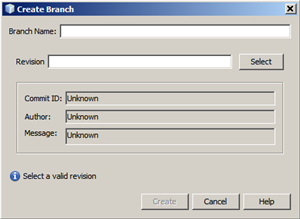 Create Branch
Branch Name:
Revision
Select
Commit ID: Unknown
Author: Unknown
Message: Unknown
Select a valid revision
Create Cancel Help